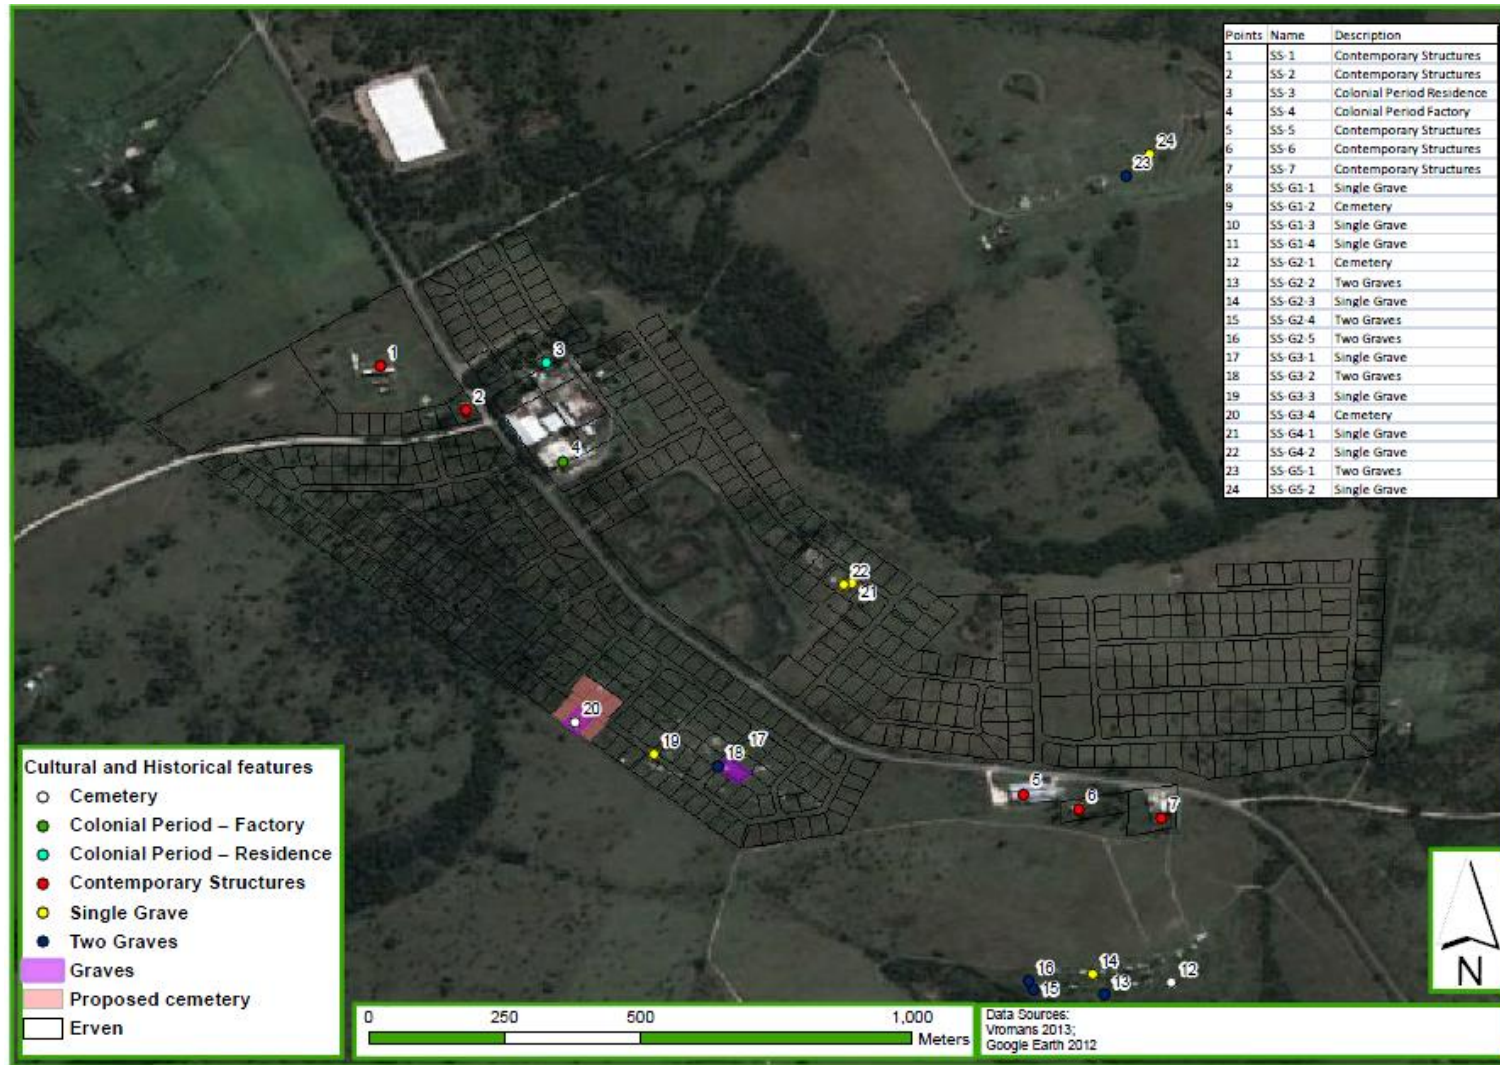 Points Name Description
1 SS-1 Contemporary Structures
2 SS-2 Contemporary Structures
3 SS-3 Colonial Period Residence
4 SS-4 Colonial Period Factory
5 SS-5 Contemporary Structures
6 SS-6 Contemporary Structures
7 SS-7 Contemporary Structures
8 SS-G1-1 Single Grave
9 SS-G1-2 Cemetery
10 SS-G1-3 Single Grave
11 SS-G1-4 Single Grave
12 SS-G2-1 Cemetery
13 SS-G2-2 Two Graves
14 SS-G2-3 Single Grave
15 SS-G2-4 Two Graves
16 SS-G2-5 Two Graves
17 SS-G3-1 Single Grave
18 SS-G3-2 Two Graves
19 SS-G3-3 Single Grave
20 SS-G3-4 Cemetery
21 SS-G4-1 Single Grave
22 SS-G4-2 Single Grave
23 SS-G5-1 Two Graves
24 SS-G5-2 Single Grave
24
23
3
1
2
4
22
21
20
19
18
17
5
6
7
16
15
14
13
12
Cultural and Historical features
Cemetery
Colonial Period – Factory
Colonial Period – Residence
Contemporary Structures
Single Grave
Two Graves
Graves
Proposed cemetery
Erven
0 250 500 1,000
Meters
Data Sources:
Vromans 2013;
Google Earth 2012
N